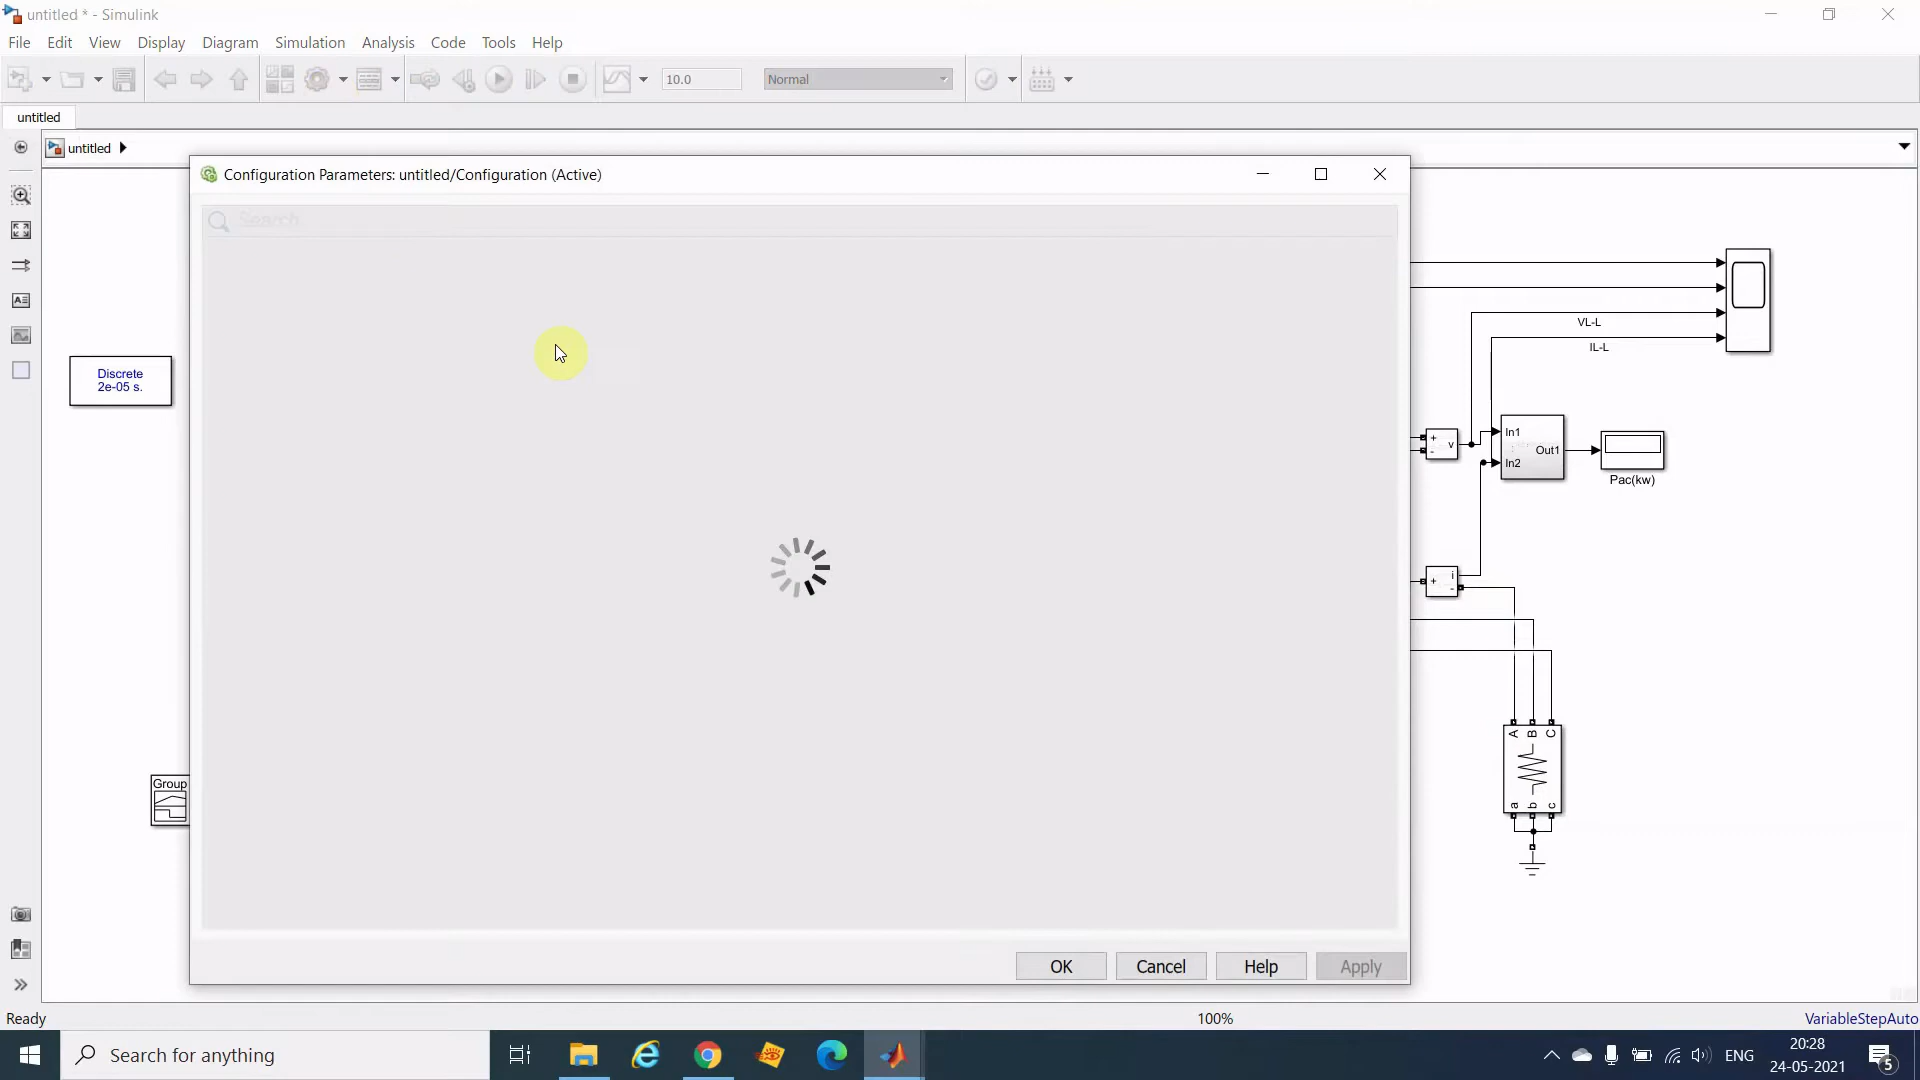 untitled * - Simulink
File Edit View Display Diagram Simulation Analysis Code Tools Help
10.0 Normal
untitled
untitled
Configuration Parameters: untitled/Configuration (Active)
Search
VL-L
IL-L
Discrete
2e-05 s.
+
-
v
In1
Out1
In2
Pac(kw)
+
i
-
A B C
Group
a b c
OK Cancel Help Apply
Ready
100%
VariableStepAuto
Search for anything
ENG
20:28
24-05-2021
5